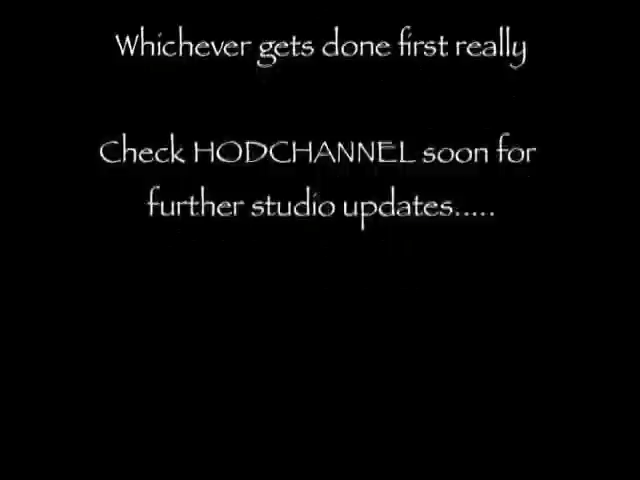 Whichever gets done first really
Check HODCHANNEL soon for
further studio updates.....